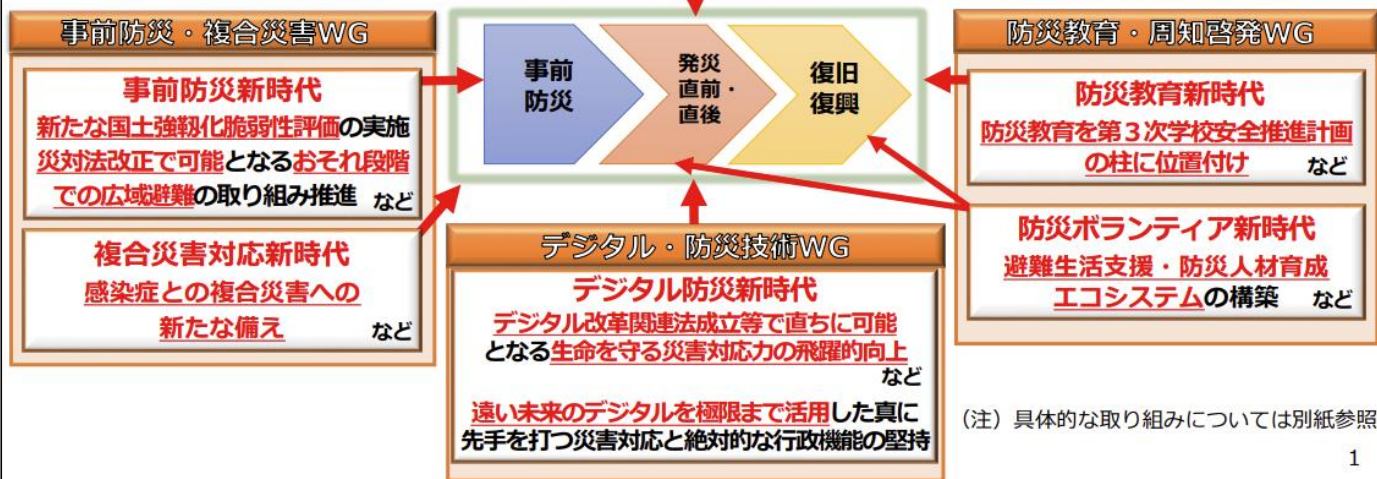 事前防災・複合災害WG
事前防災新時代
新たな国土強靱化脆弱性評価の実施
災対法改正で可能となるおそれ段階
での広域避難の取り組み推進 など
複合災害対応新時代
感染症との複合災害への
新たな備え など
事前
防災
発災
直前・
直後
復旧
復興
デジタル・防災技術WG
デジタル防災新時代
デジタル改革関連法成立等で直ちに可能
となる生命を守る災害対応力の飛躍的向上
など
遠い未来のデジタルを極限まで活用した真に
先手を打つ災害対応と絶対的な行政機能の堅持
防災教育・周知啓発WG
防災教育新時代
防災教育を第3次学校安全推進計画
の柱に位置付け など
防災ボランティア新時代
避難生活支援・防災人材育成
エコシステムの構築 など
（注）具体的な取り組みについては別紙参照
1